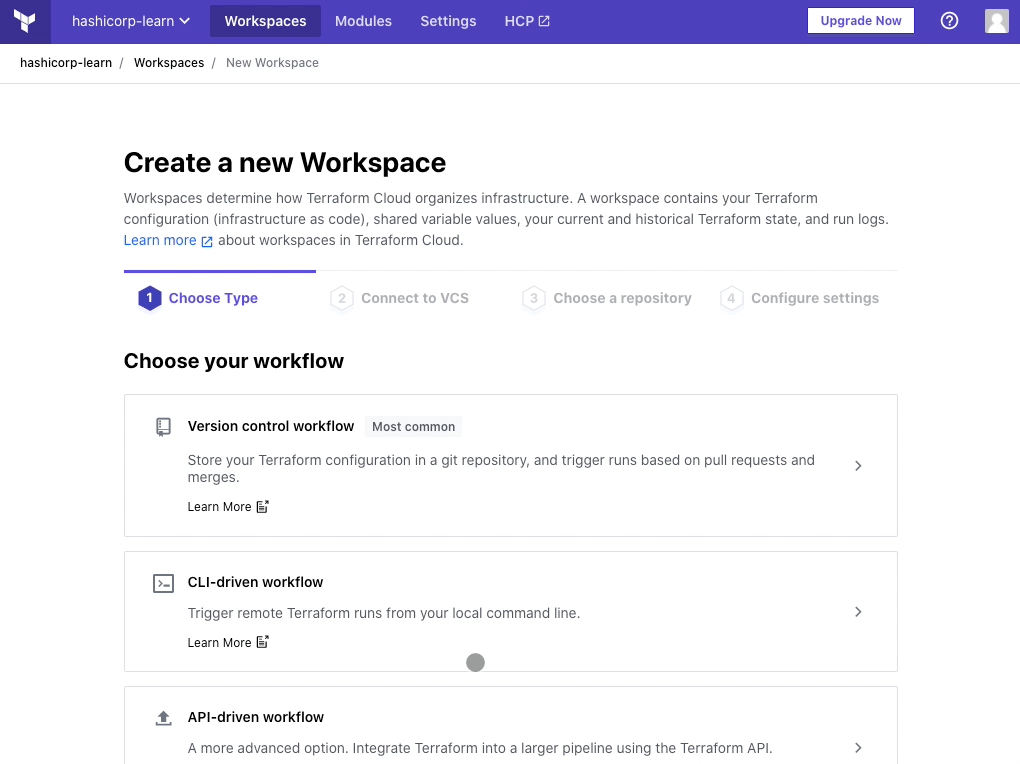 hashicorp-learn Workspaces Modules Settings HCP Upgrade Now
hashicorp-learn / Workspaces / New Workspace
Create a new Workspace
Workspaces determine how Terraform Cloud organizes infrastructure. A workspace contains your Terraform
configuration (infrastructure as code), shared variable values, your current and historical Terraform state, and run logs.
Learn more about workspaces in Terraform Cloud.
1 Choose Type 2 Connect to VCS 3 Choose a repository 4 Configure settings
Choose your workflow
Version control workflow Most common
Store your Terraform configuration in a git repository, and trigger runs based on pull requests and
merges.
Learn More
CLI-driven workflow
Trigger remote Terraform runs from your local command line.
Learn More
API-driven workflow
A more advanced option. Integrate Terraform into a larger pipeline using the Terraform API.